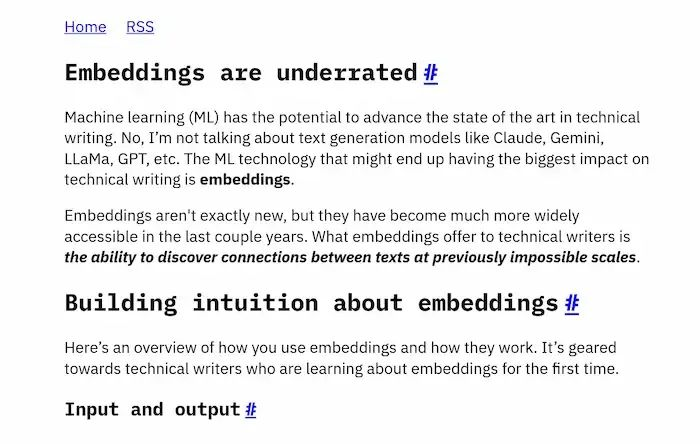 Home RSS
Embeddings are underrated #
Machine learning (ML) has the potential to advance the state of the art in technical
writing. No, I’m not talking about text generation models like Claude, Gemini,
LLaMa, GPT, etc. The ML technology that might end up having the biggest impact on
technical writing is embeddings.
Embeddings aren't exactly new, but they have become much more widely
accessible in the last couple years. What embeddings offer to technical writers is
the ability to discover connections between texts at previously impossible scales.
Building intuition about embeddings #
Here’s an overview of how you use embeddings and how they work. It’s geared
towards technical writers who are learning about embeddings for the first time.
Input and output #